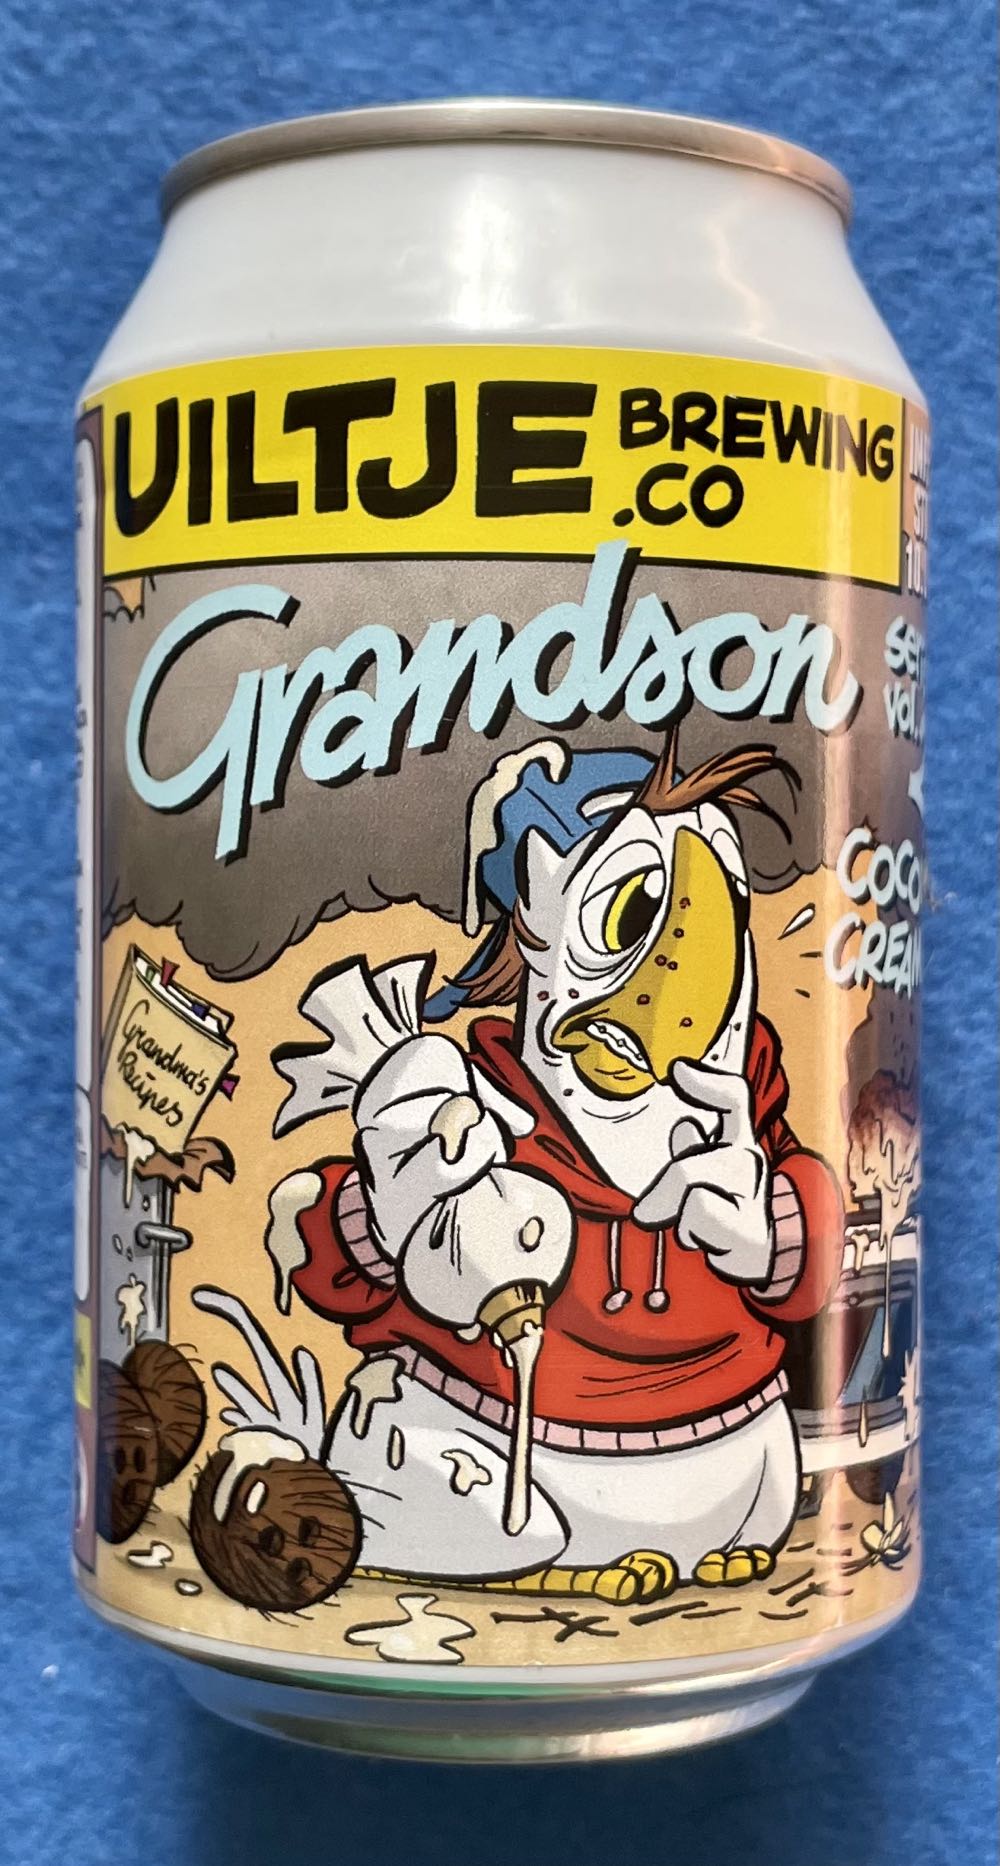 UILTJE BREWING
.CO
Grandson
Grandma's
Recipes